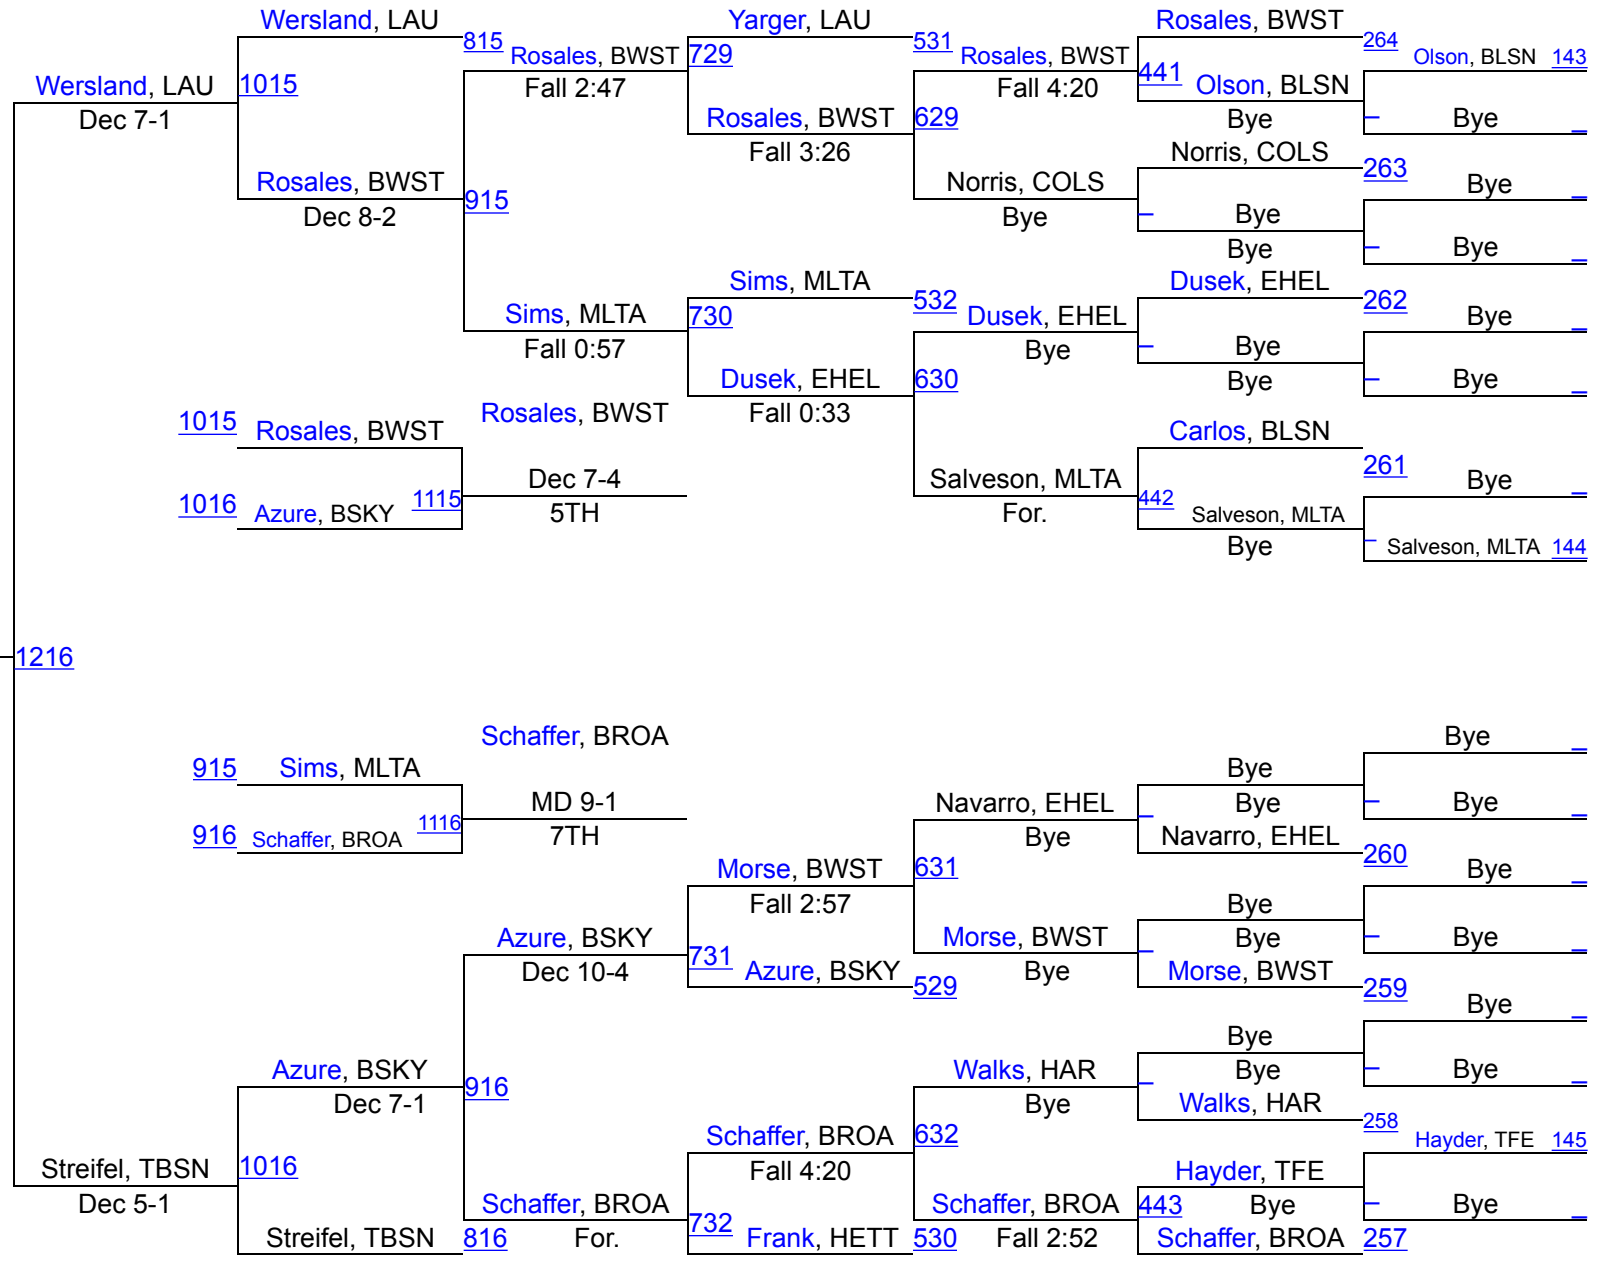 Wersland, LAU
815
Yarger, LAU
531
Rosales, BWST
264
Rosales, BWST
729
Rosales, BWST
Olson, BLSN
143
Wersland, LAU
1015
Fall 2:47
Fall 4:20
441
Olson, BLSN
Dec 7-1
Rosales, BWST
629
Bye
Bye
Fall 3:26
Norris, COLS
263
Rosales, BWST
Norris, COLS
Bye
Dec 8-2
915
Bye
Bye
Bye
Bye
Sims, MLTA
532
Dusek, EHEL
262
Sims, MLTA
730
Dusek, EHEL
Bye
Fall 0:57
Bye
Bye
Dusek, EHEL
630
Bye
Bye
1015
Rosales, BWST
Rosales, BWST
Fall 0:33
Carlos, BLSN
261
Dec 7-4
Salveson, MLTA
Bye
1016
Azure, BSKY
1115
5TH
For.
442
Salveson, MLTA
Bye
Salveson, MLTA
144
1216
Schaffer, BROA
Bye
915
Sims, MLTA
Bye
MD 9-1
Navarro, EHEL
Bye
Bye
916
Schaffer, BROA
1116
7TH
Bye
Navarro, EHEL
260
Morse, BWST
631
Bye
Fall 2:57
Bye
Azure, BSKY
Morse, BWST
Bye
Bye
Dec 10-4
731
Azure, BSKY
529
Bye
Morse, BWST
259
Bye
Bye
Azure, BSKY
916
Walks, HAR
Bye
Bye
Dec 7-1
Bye
Walks, HAR
258
Schaffer, BROA
632
Hayder, TFE
145
Streifel, TBSN
1016
Fall 4:20
Hayder, TFE
Dec 5-1
Schaffer, BROA
Schaffer, BROA
443
Bye
Bye
Streifel, TBSN
816
For.
732
Frank, HETT
530
Fall 2:52
Schaffer, BROA
257